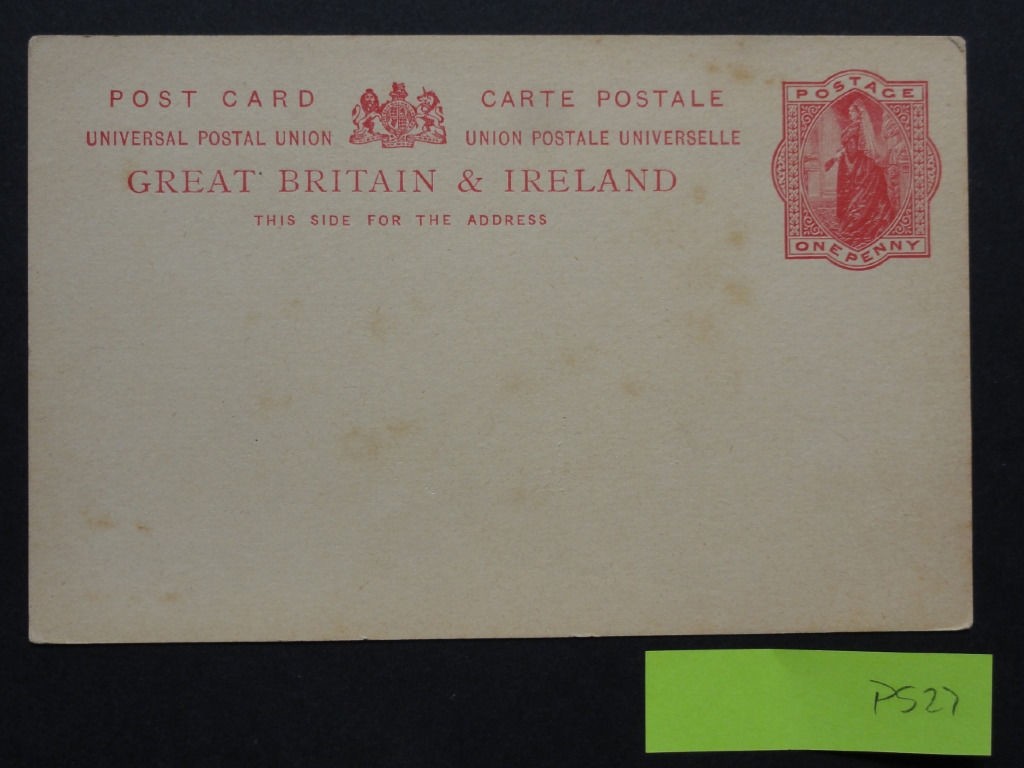 POST CARD CARTE POSTALE
UNIVERSAL POSTAL UNION UNION POSTALE UNIVERSELLE
GREAT BRITAIN & IRELAND
THIS SIDE FOR THE ADDRESS
POSTAGE
ONE PENNY
PS27